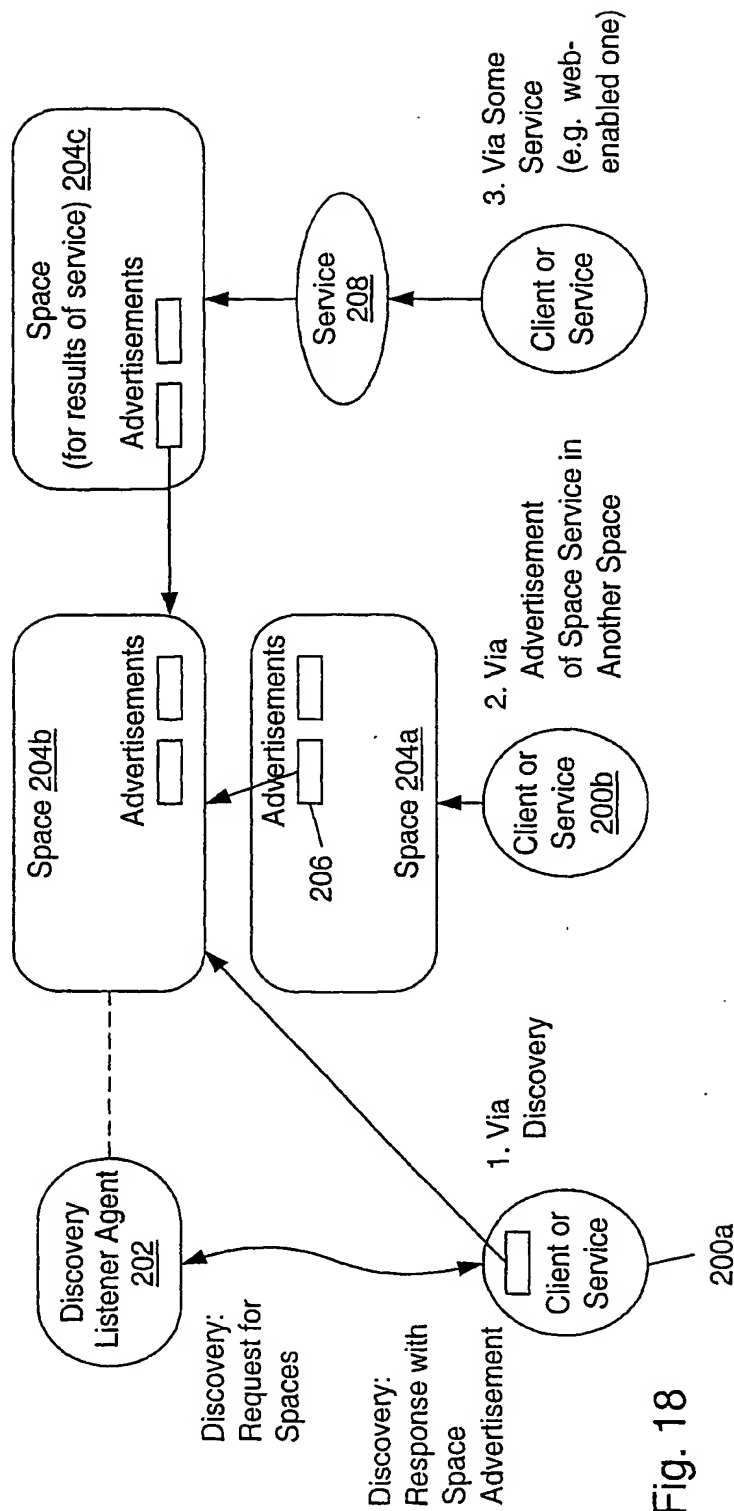 Discovery
Listener Agent
202
Space 204b
Advertisements
Space
(for results of service) 204c
Advertisements
Discovery:
Request for
Spaces
Advertisements
206
Space 204a
Service
208
Discovery:
Response with
Space
Advertisement
Client or
Service
200a
1. Via
Discovery
Client or
Service
200b
2. Via
Advertisement
of Space Service in
Another Space
Client or
Service
3. Via Some
Service
(e.g. web-
enabled one)
Fig. 18